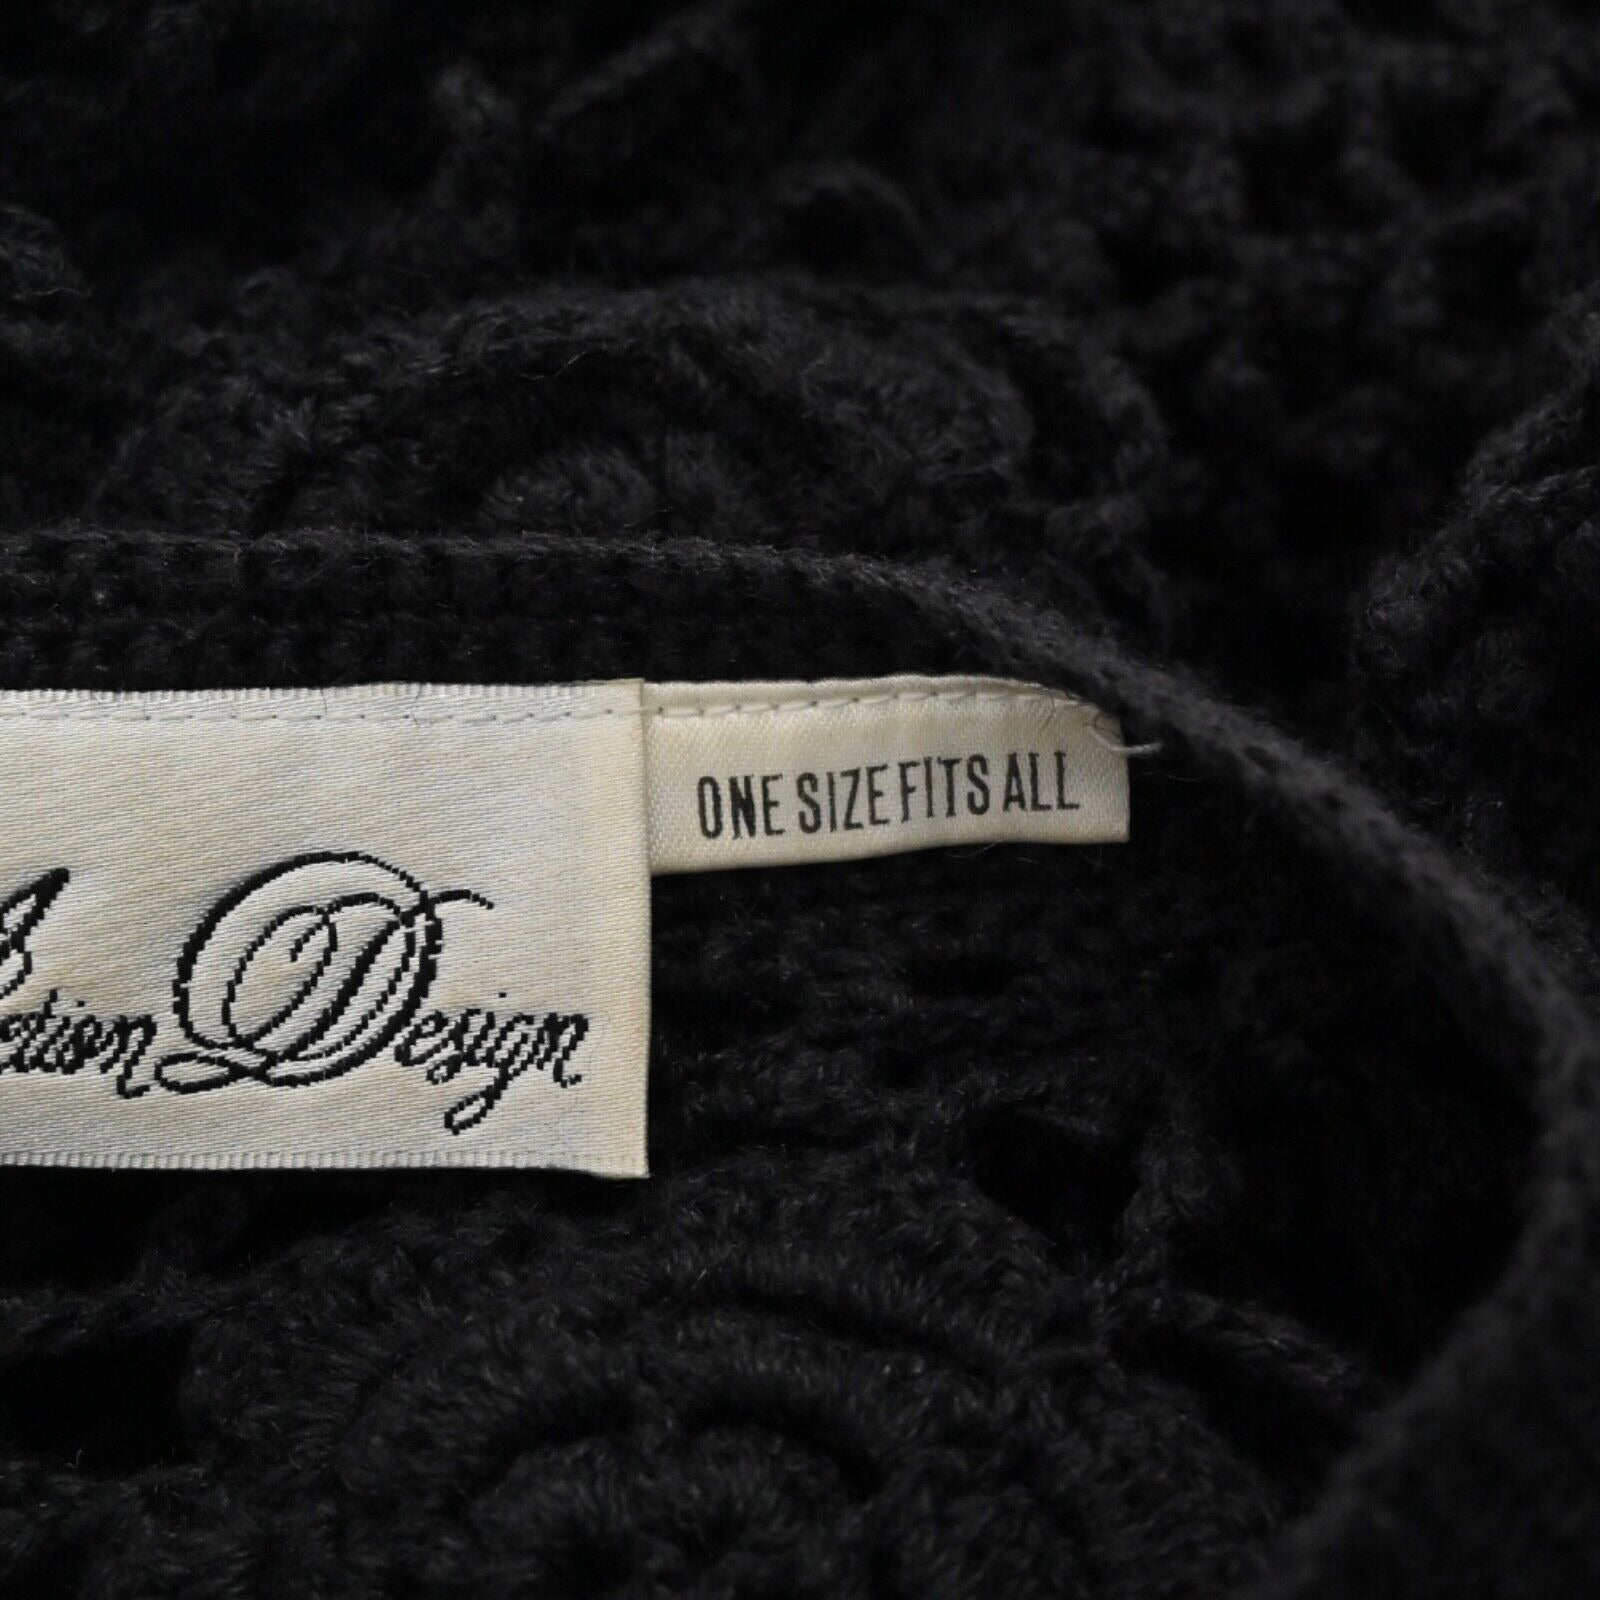 ONE SIZE FITS ALL
Design